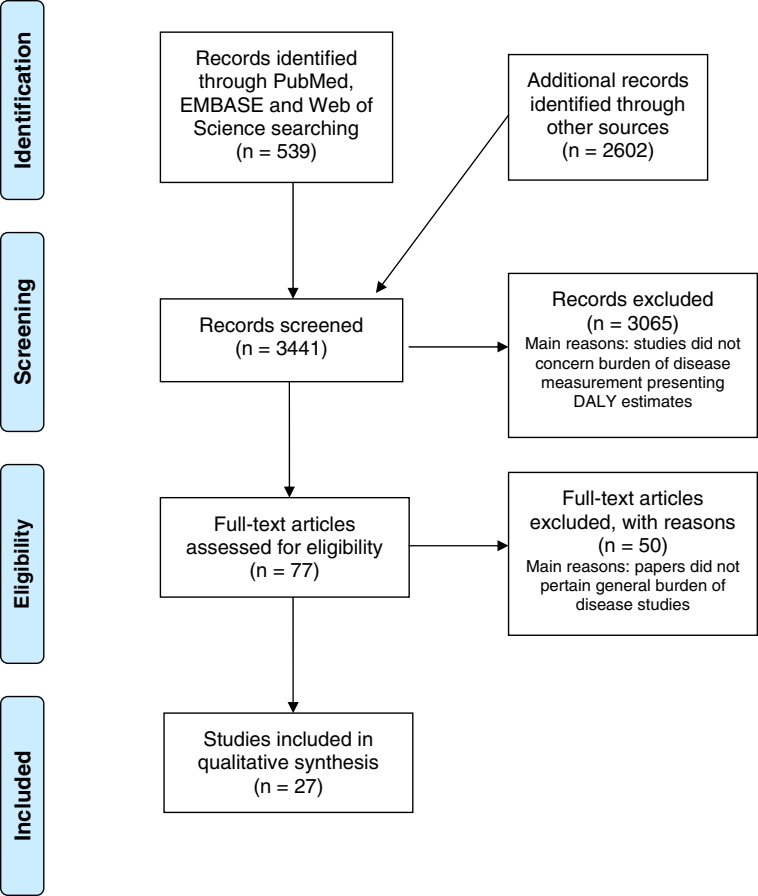 Identification
Records identified
through PubMed,
EMBASE and Web of
Science searching
(n = 539)
Additional records
identified through
other sources
(n = 2602)
Screening
Records screened
(n = 3441)
Records excluded
(n = 3065)
Main reasons: studies did not
concern burden of disease
measurement presenting
DALY estimates
Eligibility
Full-text articles
assessed for eligibility
(n = 77)
Full-text articles
excluded, with reasons
(n = 50)
Main reasons: papers did not
pertain general burden of
disease studies
Included
Studies included in
qualitative synthesis
(n = 27)